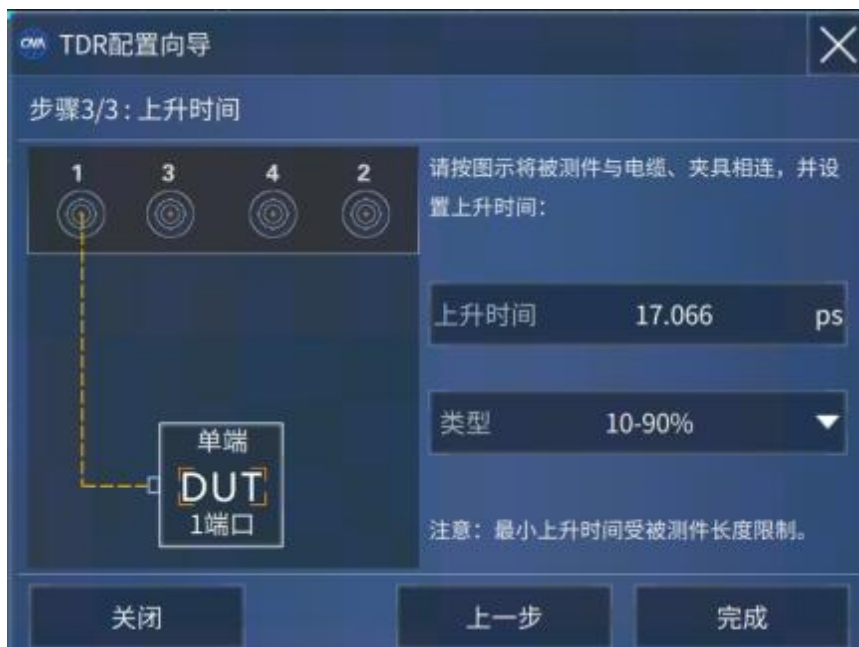 TDR配置向导
步骤3/3:上升时间
1 3 4 2
请按图示将被测件与电缆、夹具相连，并设
置上升时间:
上升时间 17.066 ps
类型 10-90%
单端
DUT
1端口
注意：最小上升时间受被测件长度限制。
关闭 上一步 完成